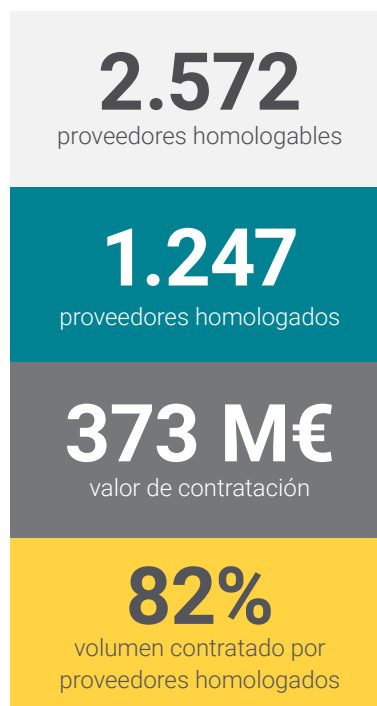 2.572
proveedores homologables
1.247
proveedores homologados
373 M€
valor de contratación
82%
volumen contratado por
proveedores homologados